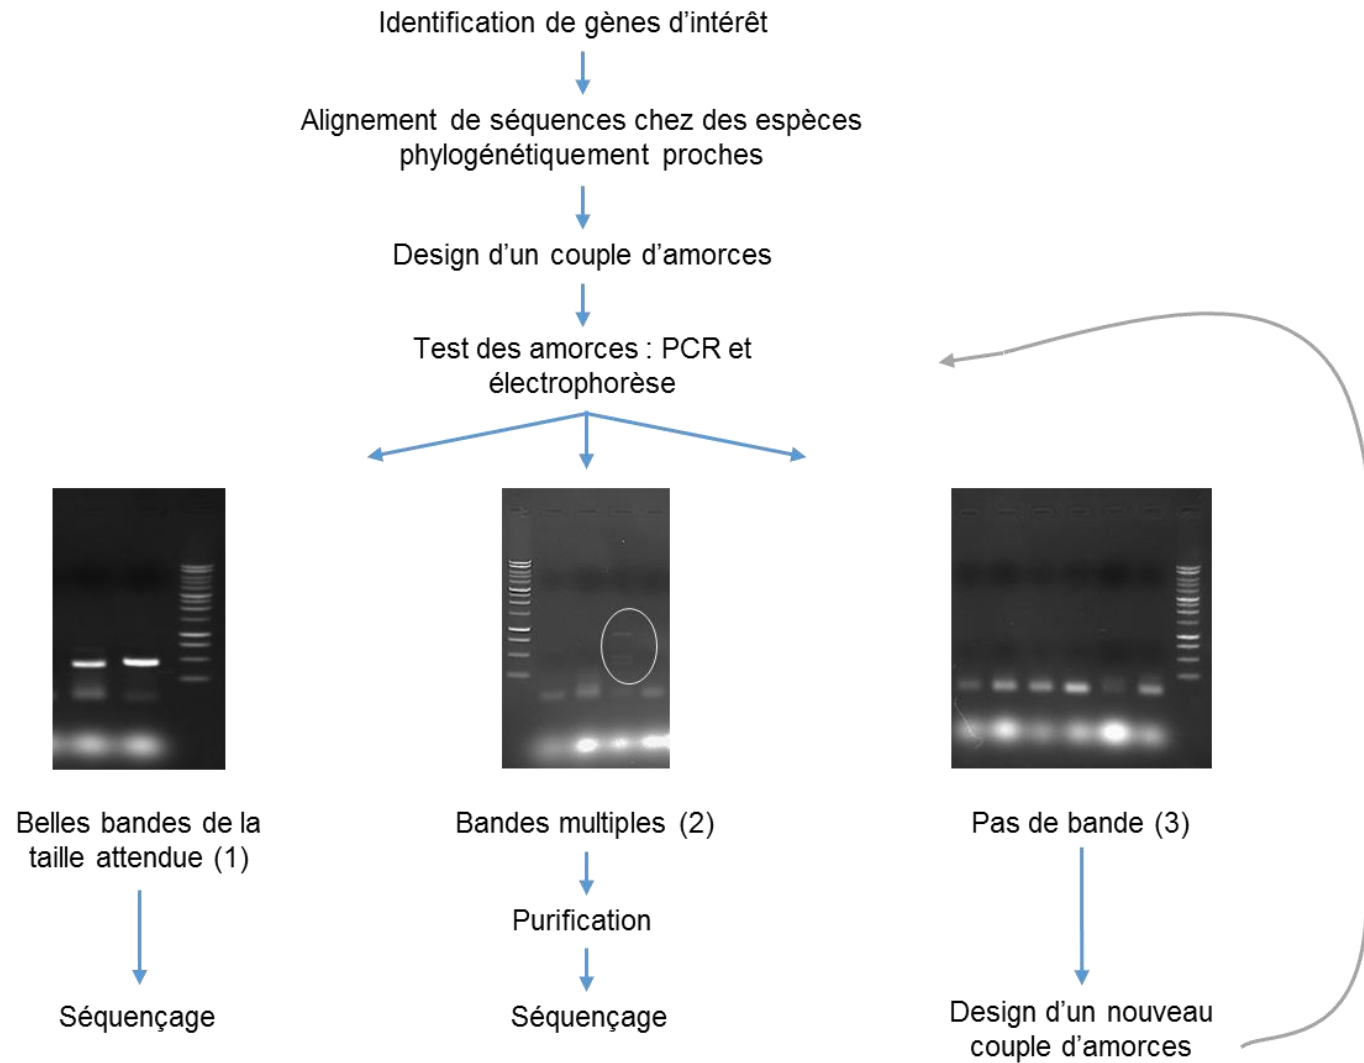 Identification de gènes d’intérêt
Alignement de séquences chez des espèces
phylogénétiquement proches
Design d’un couple d’amorces
Test des amorces : PCR et
électrophorèse
Belles bandes de la
taille attendue (1)
Bandes multiples (2)
Pas de bande (3)
Purification
Séquençage
Séquençage
Design d’un nouveau
couple d’amorces